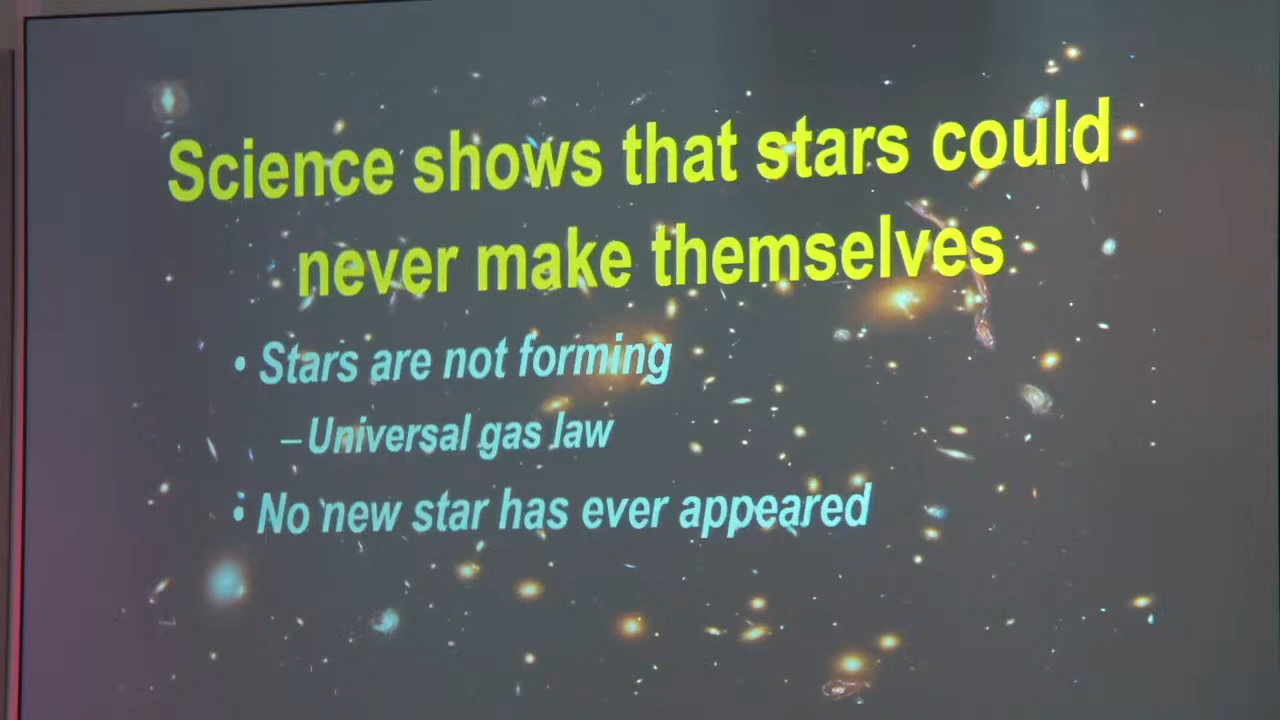 Science shows that stars could
never make themselves
• Stars are not forming
– Universal gas law
• No new star has ever appeared